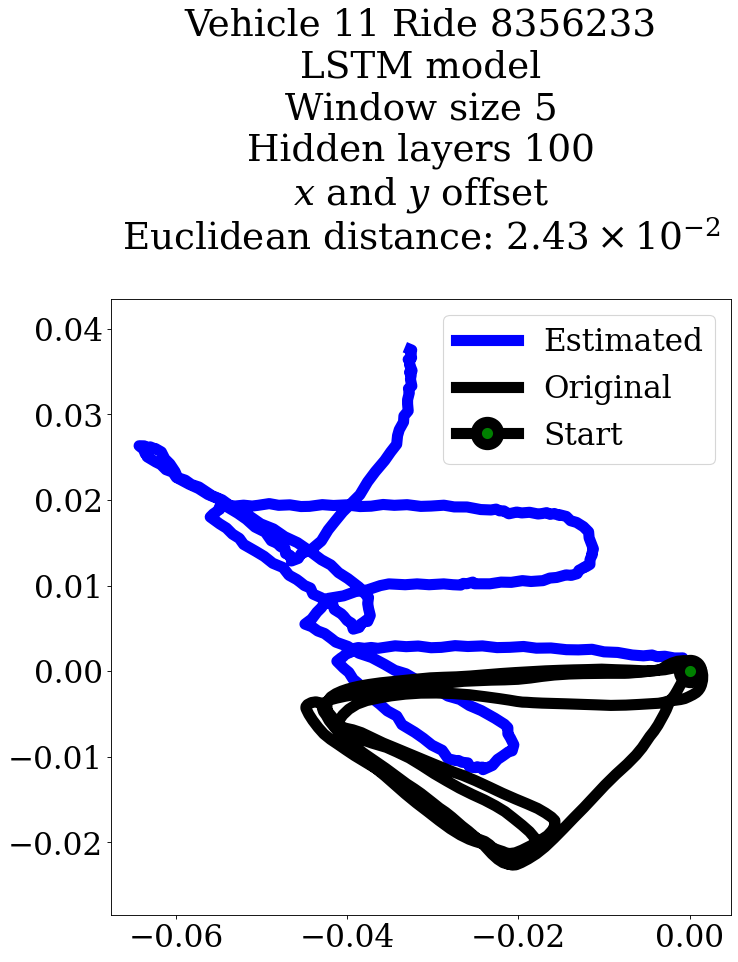 Vehicle 11 Ride 8356233
LSTM model
Window size 5
Hidden layers 100
x and y offset
Euclidean distance: 2.43 × 10⁻²
Estimated
Original
Start
0.04
0.03
0.02
0.01
0.00
−0.01
−0.02
−0.06 −0.04 −0.02 0.00